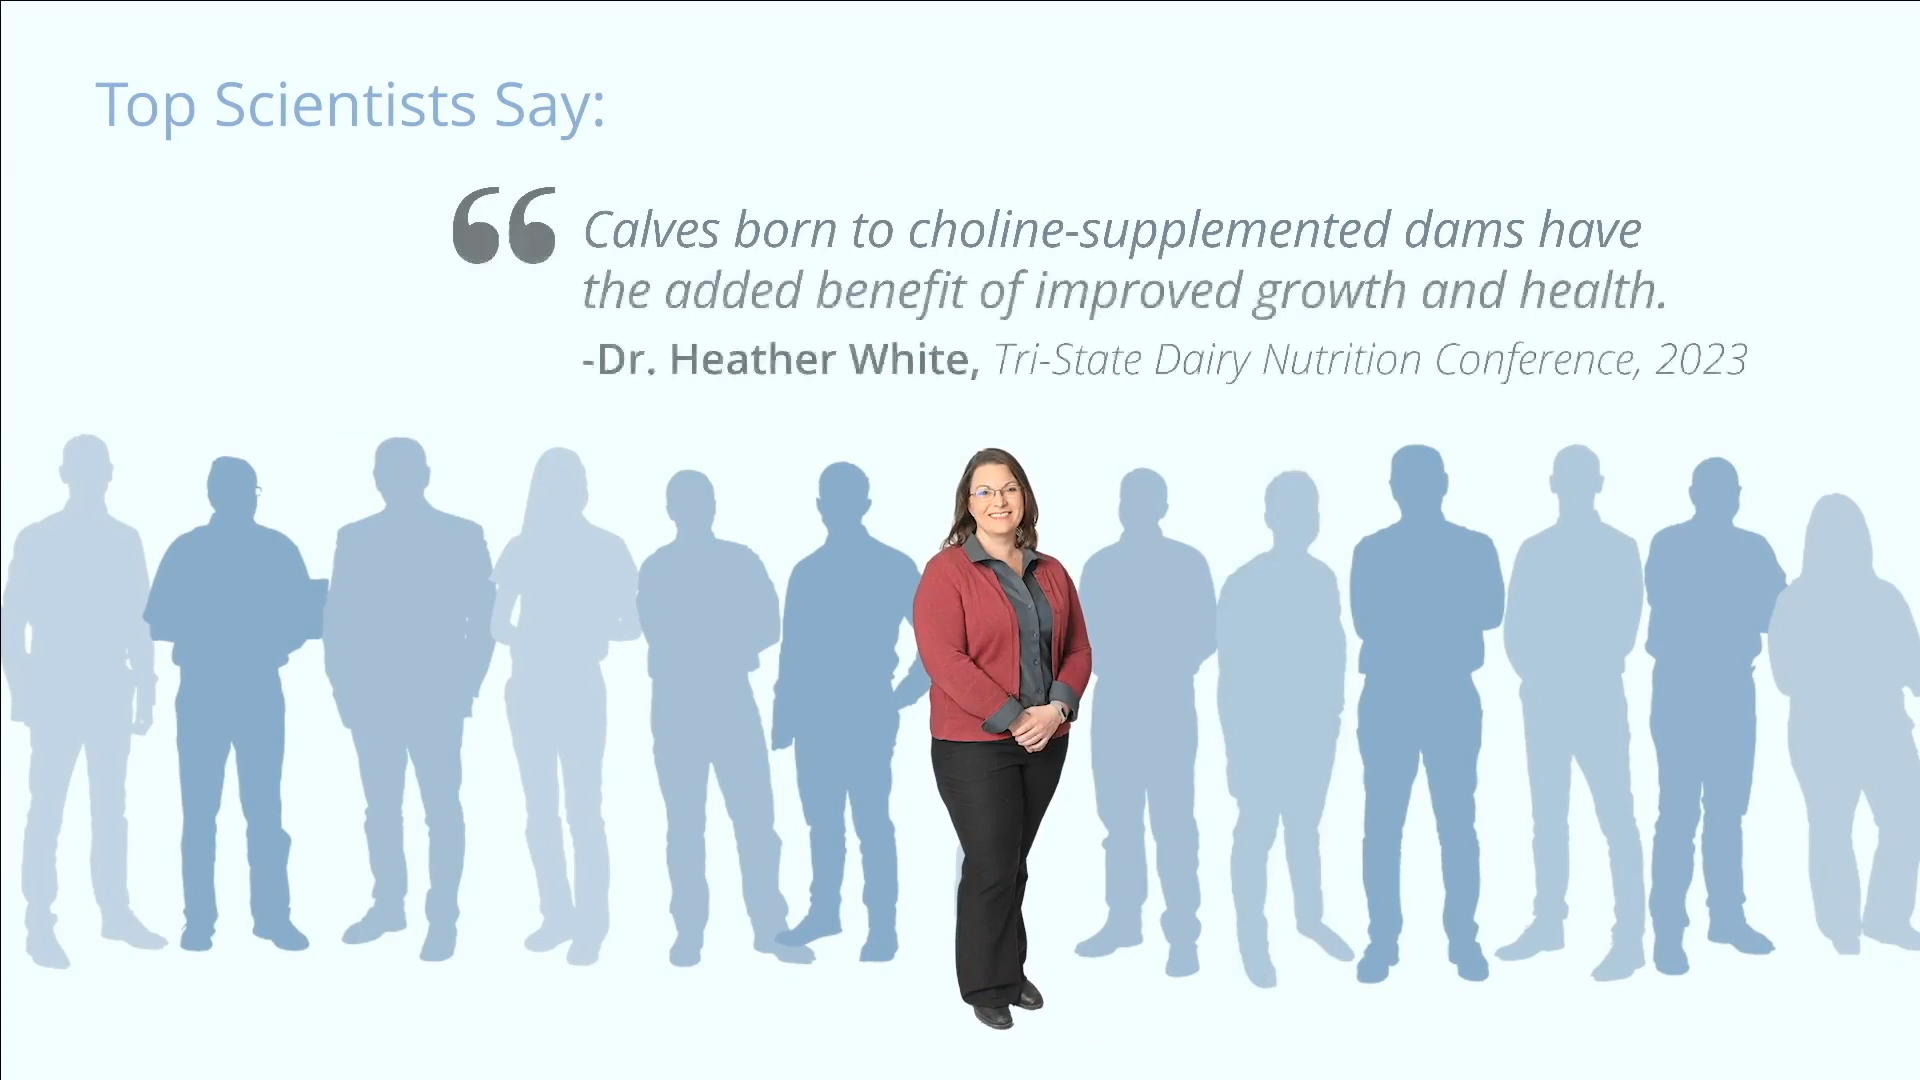 Top Scientists Say:
“ Calves born to choline-supplemented dams have
the added benefit of improved growth and health.
-Dr. Heather White, Tri-State Dairy Nutrition Conference, 2023